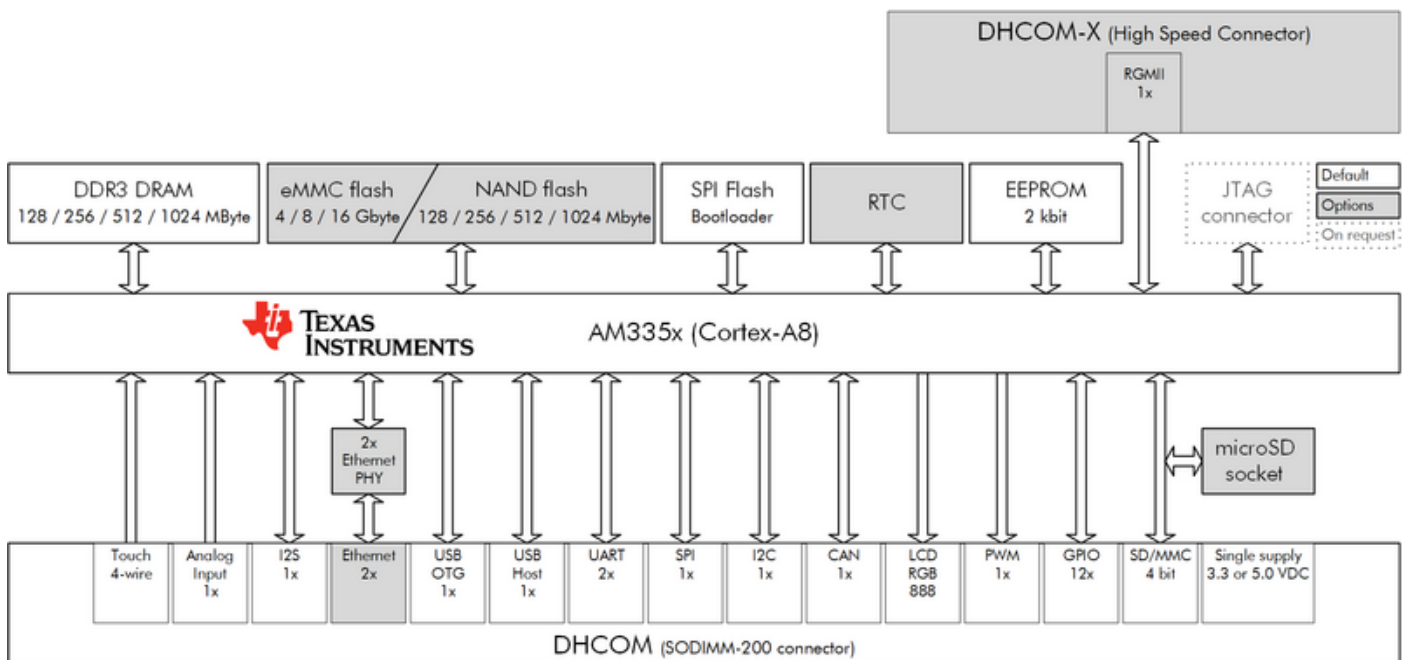 DHCOM-X (High Speed Connector)
RGMII
1x
DDR3 DRAM
128 / 256 / 512 / 1024 MByte
eMMC flash
4 / 8 / 16 Gbyte
NAND flash
128 / 256 / 512 / 1024 Mbyte
SPI Flash
Bootloader
RTC
EEPROM
2 kbit
JTAG
connector
Default
Options
On request
TEXAS
INSTRUMENTS
AM335x (Cortex-A8)
2x
Ethernet
PHY
microSD
socket
Touch
4-wire
Analog
Input
1x
I2S
1x
Ethernet
2x
USB
OTG
1x
USB
Host
1x
UART
2x
SPI
1x
I2C
1x
CAN
1x
LCD
RGB
888
PWM
1x
GPIO
12x
SD/MMC
4 bit
Single supply
3.3 or 5.0 VDC
DHCOM (SODIMM-200 connector)